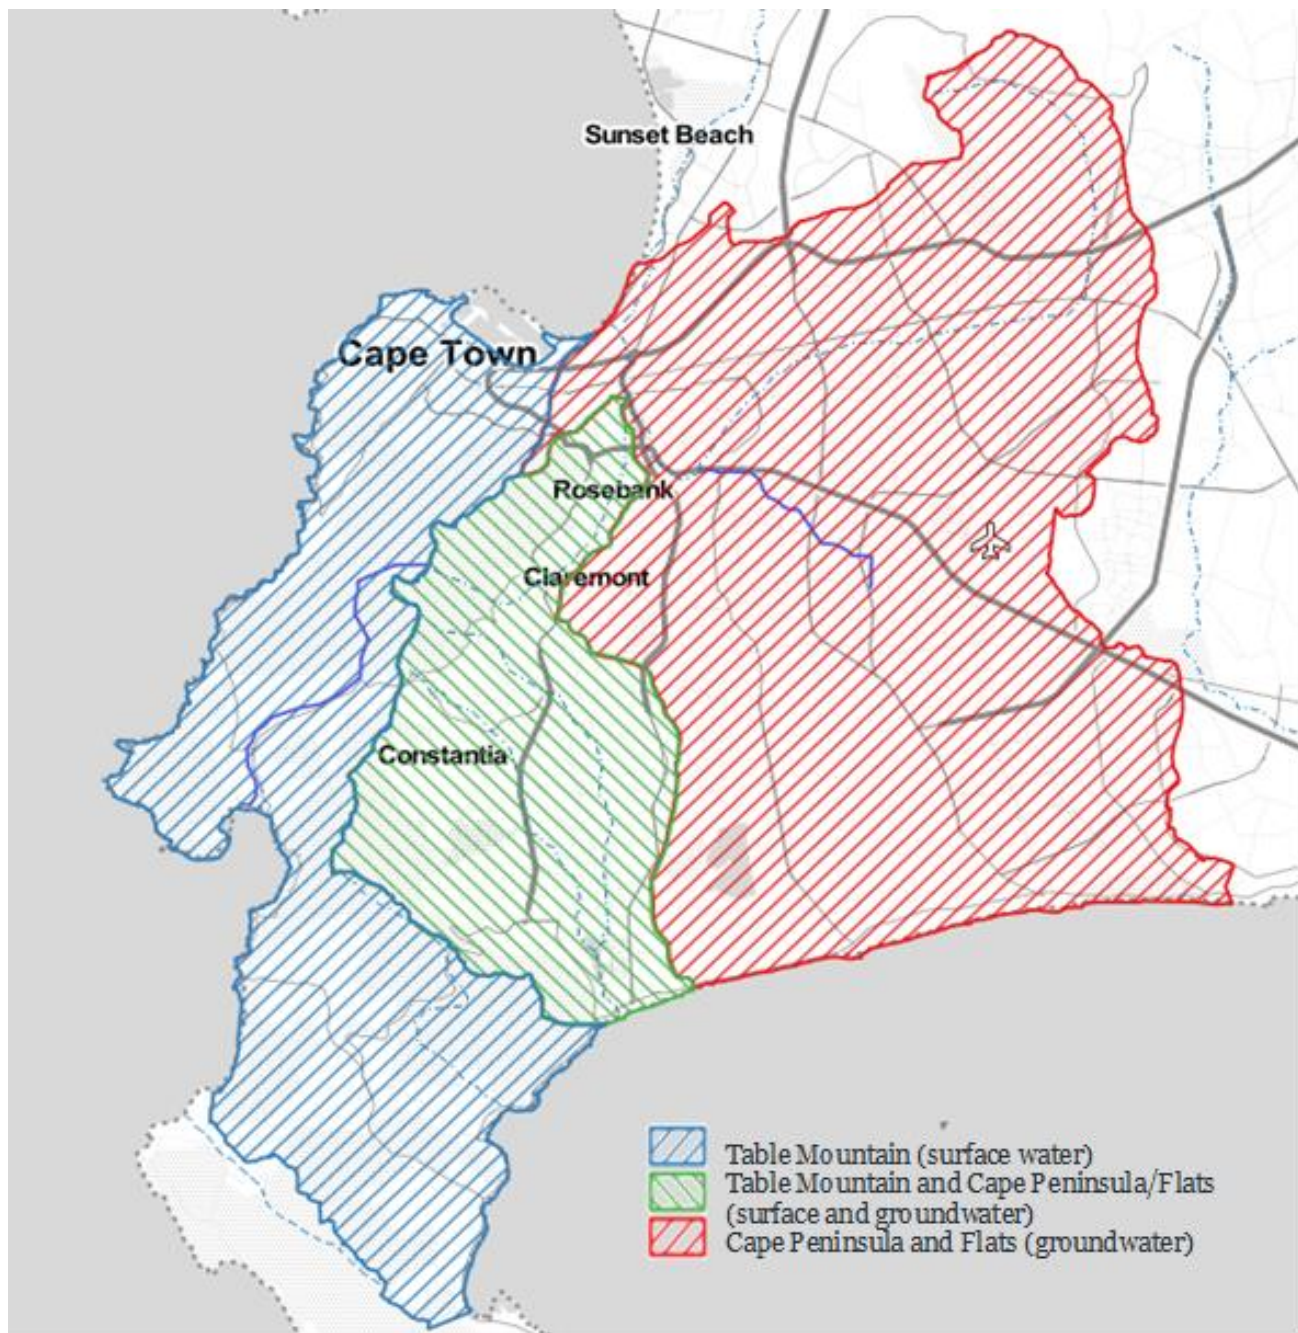 Sunset Beach
Cape Town
Rosebank
Claremont
Constantia
Table Mountain (surface water)
Table Mountain and Cape Peninsula/Flats
(surface and groundwater)
Cape Peninsula and Flats (groundwater)